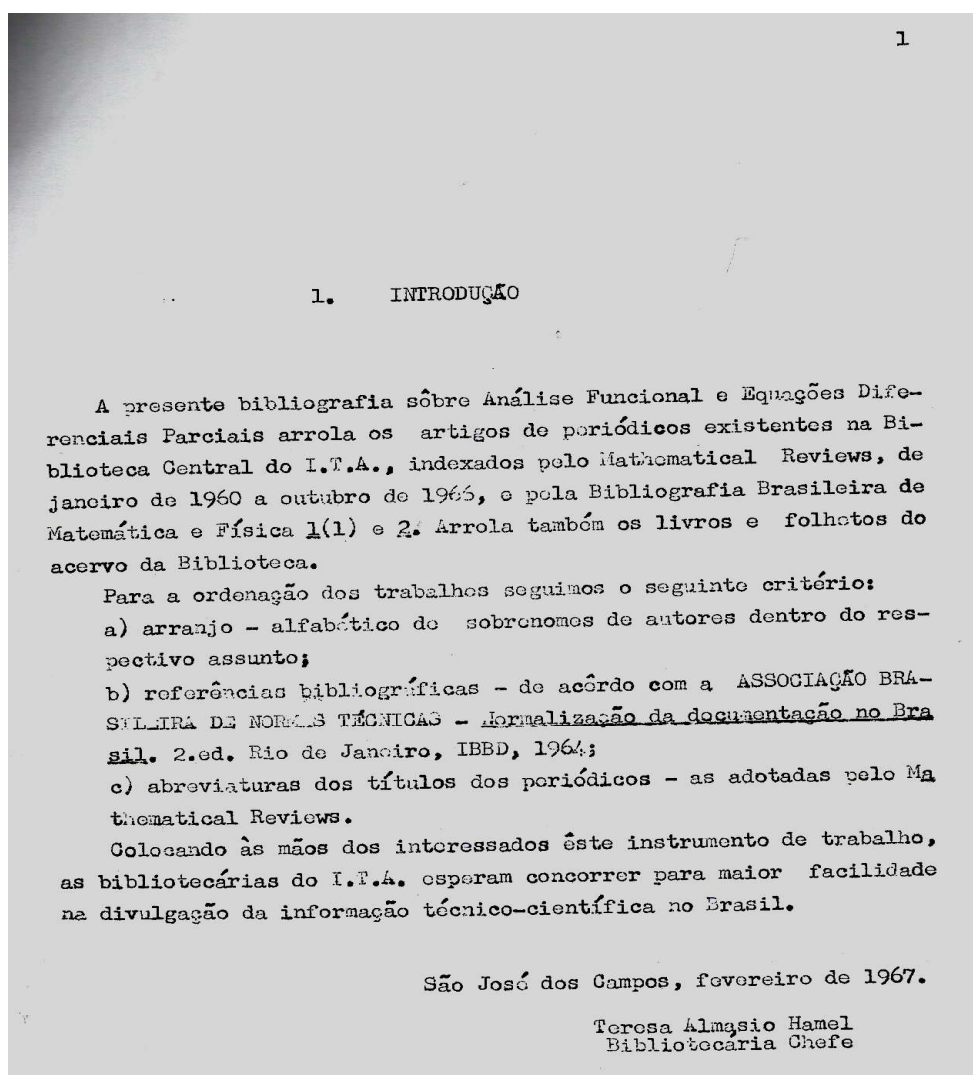 1
1. INTRODUÇÃO
A presente bibliografia sôbre Análise Funcional e Equações Dife-
renciais Parciais arrola os artigos de periódicos existentes na Bi-
blioteca Central do I.T.A., indexados pelo Mathematical Reviews, de
janeiro de 1960 a outubro de 1966, e pela Bibliografia Brasileira de
Matemática e Física 1(1) e 2. Arrola também os livros e folhetos do
acervo da Biblioteca.
Para a ordenação dos trabalhos seguimos o seguinte critério:
a) arranjo - alfabético de sobrenomes de autores dentro do res-
pectivo assunto;
b) referências bibliográficas - de acôrdo com a ASSOCIAÇÃO BRA-
SILEIRA DE NORMAS TÉCNICAS - Normalização da documentação no Bra
sil. 2.ed. Rio de Janeiro, IBBD, 1964;
c) abreviaturas dos títulos dos periódicos - as adotadas pelo Ma
thematical Reviews.
Colocando às mãos dos interessados êste instrumento de trabalho,
as bibliotecárias do I.T.A. esperam concorrer para maior facilidade
na divulgação da informação técnico-científica no Brasil.
São José dos Campos, fevereiro de 1967.
Teresa Almasio Hamel
Bibliotecária Chefe